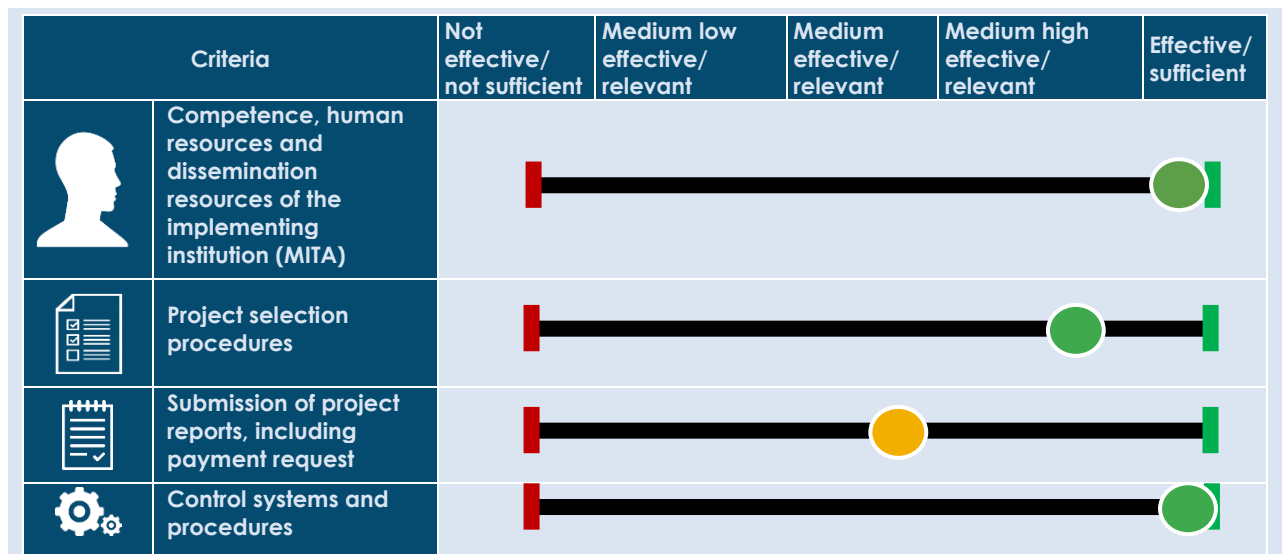 Criteria
Not
effective/
not sufficient
Medium low
effective/
relevant
Medium
effective/
relevant
Medium high
effective/
relevant
Effective/
sufficient
Competence, human
resources and
dissemination
resources of the
implementing
institution (MITA)
Project selection
procedures
Submission of project
reports, including
payment request
Control systems and
procedures